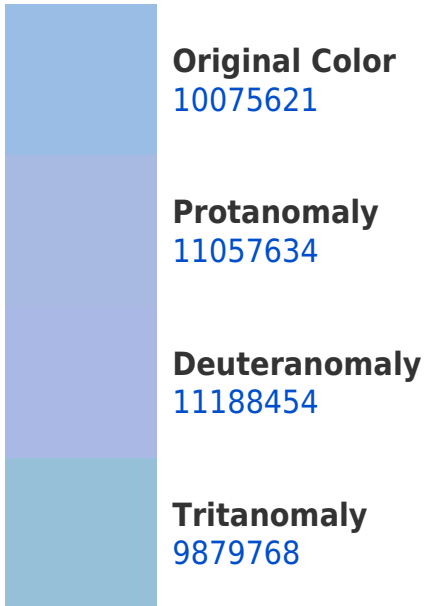 Original Color
10075621
Protanomaly
11057634
Deuteranomaly
11188454
Tritanomaly
9879768